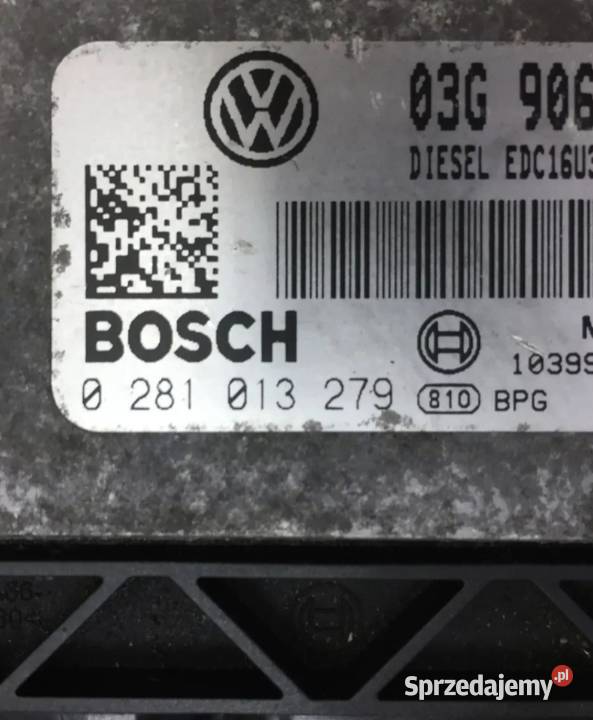 03G 906
DIESEL EDC16U3
BOSCH
N
10399
0 281 013 279 810 BPG
Sprzedajemy.pl